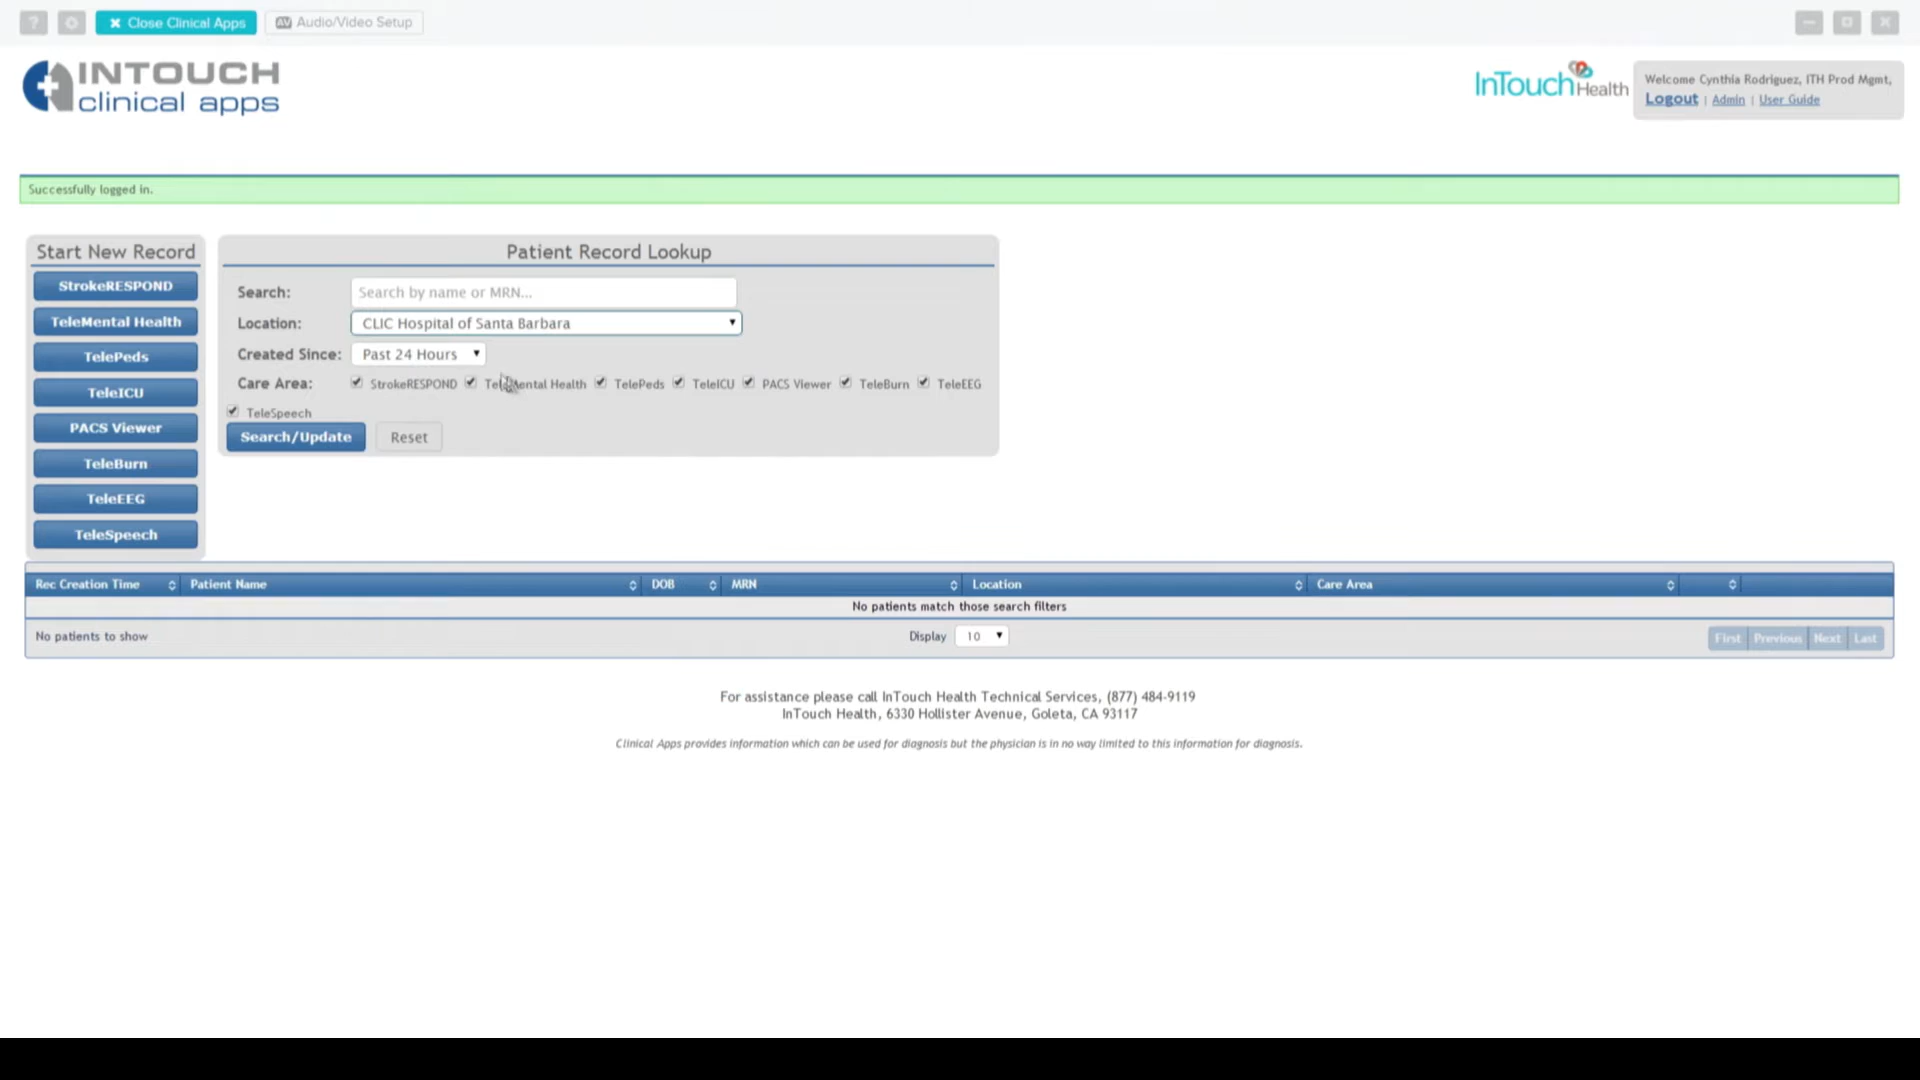 ? Close Clinical Apps AV Audio/Video Setup
INTOUCH
clinical apps
InTouch Health
Welcome Cynthia Rodriguez, ITH Prod Mgmt,
Logout | Admin | User Guide
Successfully logged in.
Start New Record
StrokeRESPOND
TeleMental Health
TelePeds
TeleICU
PACS Viewer
TeleBurn
TeleEEG
TeleSpeech
Patient Record Lookup
Search: Search by name or MRN...
Location: CLIC Hospital of Santa Barbara
Created Since: Past 24 Hours
Care Area: StrokeRESPOND TeleMental Health TelePeds TeleICU PACS Viewer TeleBurn TeleEEG
TeleSpeech
Search/Update Reset
Rec Creation Time Patient Name DOB MRN Location Care Area
No patients match those search filters
No patients to show Display 10 First Previous Next Last
For assistance please call InTouch Health Technical Services, (877) 484-9119
InTouch Health, 6330 Hollister Avenue, Goleta, CA 93117
Clinical Apps provides information which can be used for diagnosis but the physician is in no way limited to this information for diagnosis.